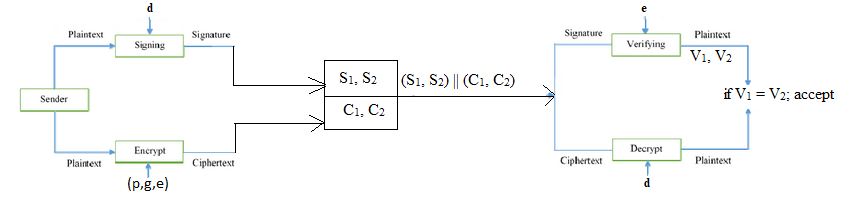 d
Plaintext
Signing
Signature
Sender
Plaintext
Encrypt
Ciphertext
(p,g,e)
S1, S2
C1, C2
(S1, S2) || (C1, C2)
e
Signature
Verifying
Plaintext
V1, V2
if V1 = V2; accept
Ciphertext
Decrypt
Plaintext
d